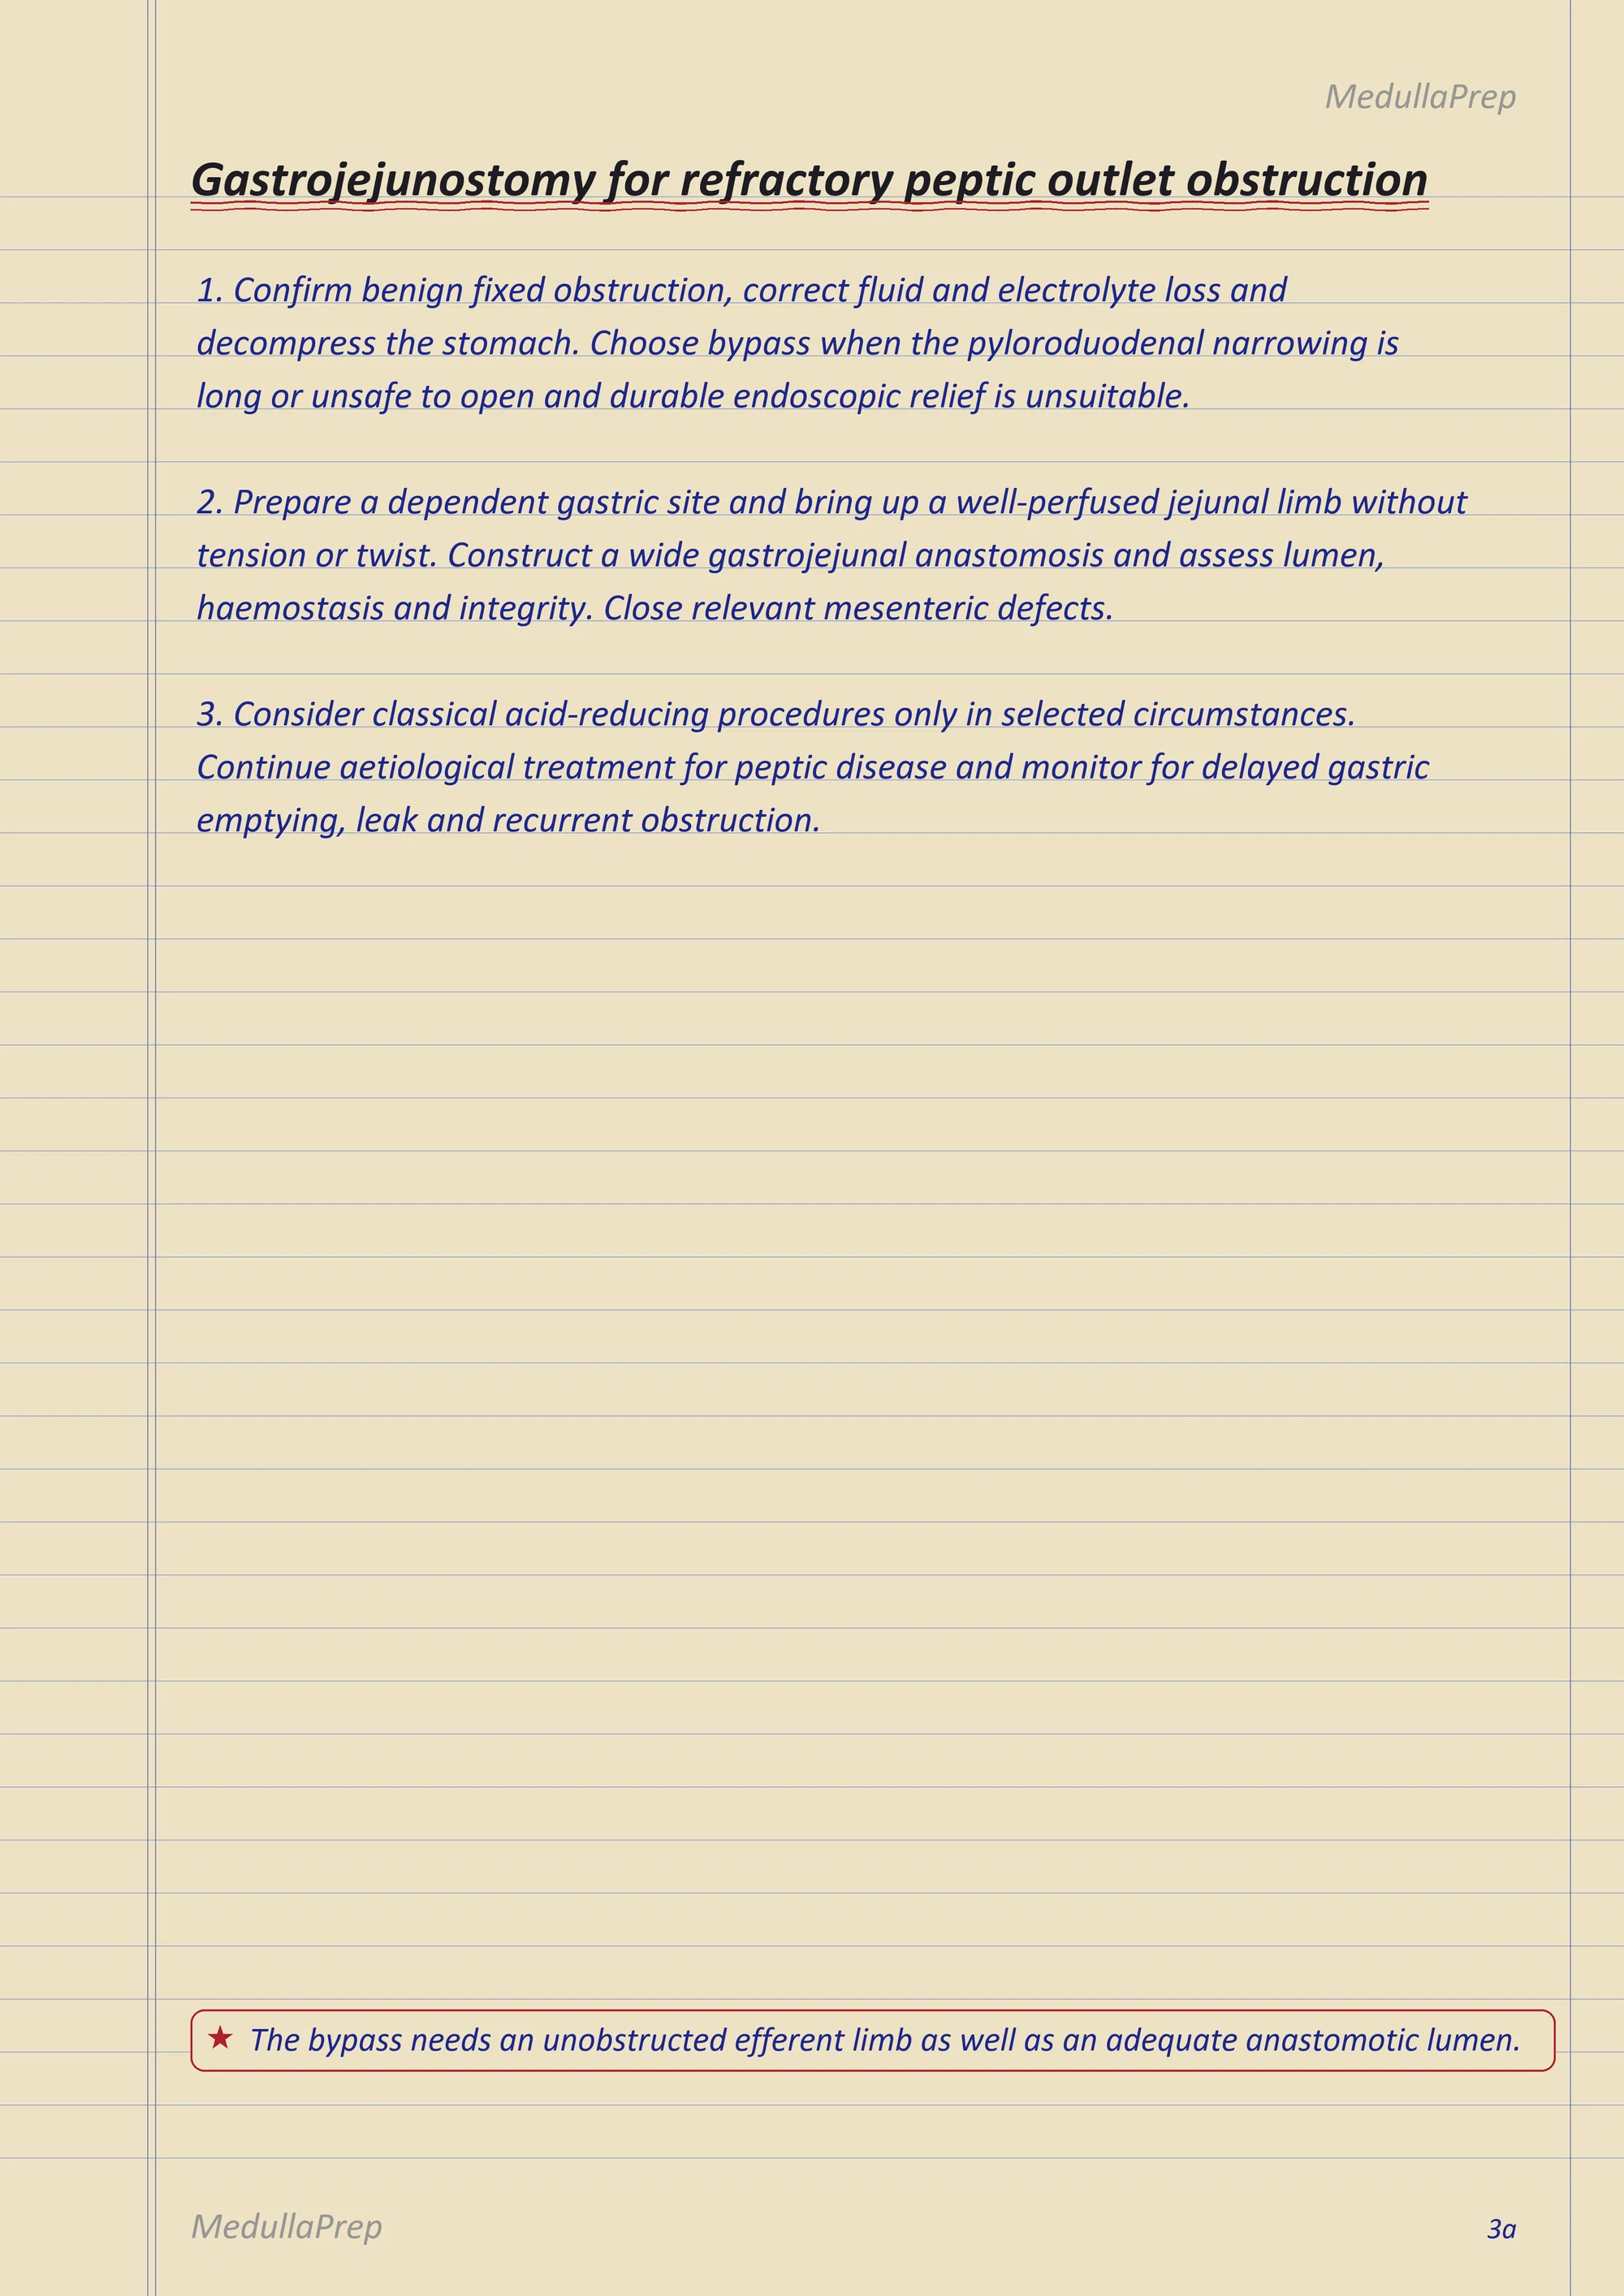 MedullaPrep
Gastrojejunostomy for refractory peptic outlet obstruction
1. Confirm benign fixed obstruction, correct fluid and electrolyte loss and
decompress the stomach. Choose bypass when the pyloroduodenal narrowing is
long or unsafe to open and durable endoscopic relief is unsuitable.
2. Prepare a dependent gastric site and bring up a well-perfused jejunal limb without
tension or twist. Construct a wide gastrojejunal anastomosis and assess lumen,
haemostasis and integrity. Close relevant mesenteric defects.
3. Consider classical acid-reducing procedures only in selected circumstances.
Continue aetiological treatment for peptic disease and monitor for delayed gastric
emptying, leak and recurrent obstruction.
★ The bypass needs an unobstructed efferent limb as well as an adequate anastomotic lumen.
MedullaPrep
3a